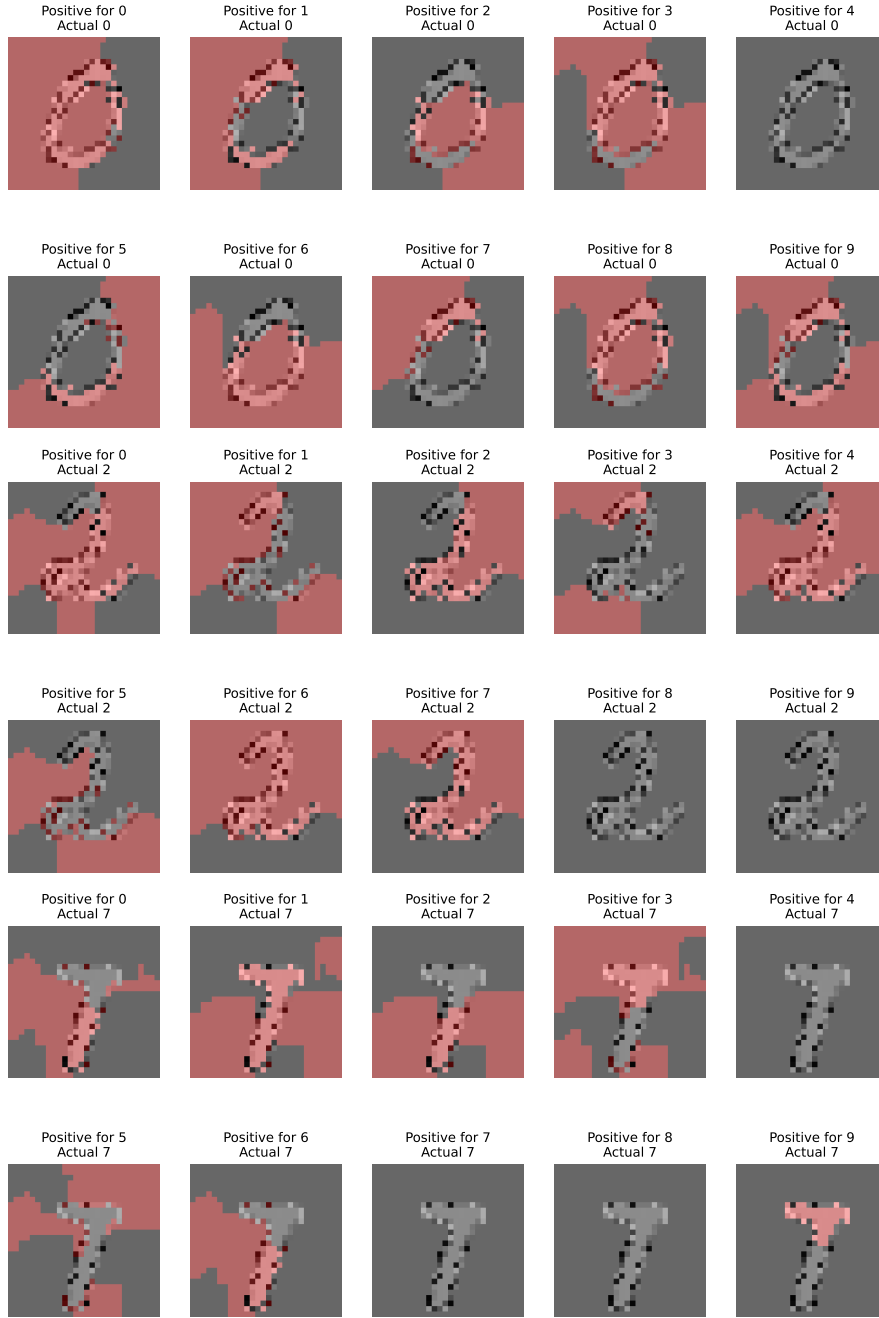 Positive for 0
Actual 0
Positive for 1
Actual 0
Positive for 2
Actual 0
Positive for 3
Actual 0
Positive for 4
Actual 0
Positive for 5
Actual 0
Positive for 6
Actual 0
Positive for 7
Actual 0
Positive for 8
Actual 0
Positive for 9
Actual 0
Positive for 0
Actual 2
Positive for 1
Actual 2
Positive for 2
Actual 2
Positive for 3
Actual 2
Positive for 4
Actual 2
Positive for 5
Actual 2
Positive for 6
Actual 2
Positive for 7
Actual 2
Positive for 8
Actual 2
Positive for 9
Actual 2
Positive for 0
Actual 7
Positive for 1
Actual 7
Positive for 2
Actual 7
Positive for 3
Actual 7
Positive for 4
Actual 7
Positive for 5
Actual 7
Positive for 6
Actual 7
Positive for 7
Actual 7
Positive for 8
Actual 7
Positive for 9
Actual 7